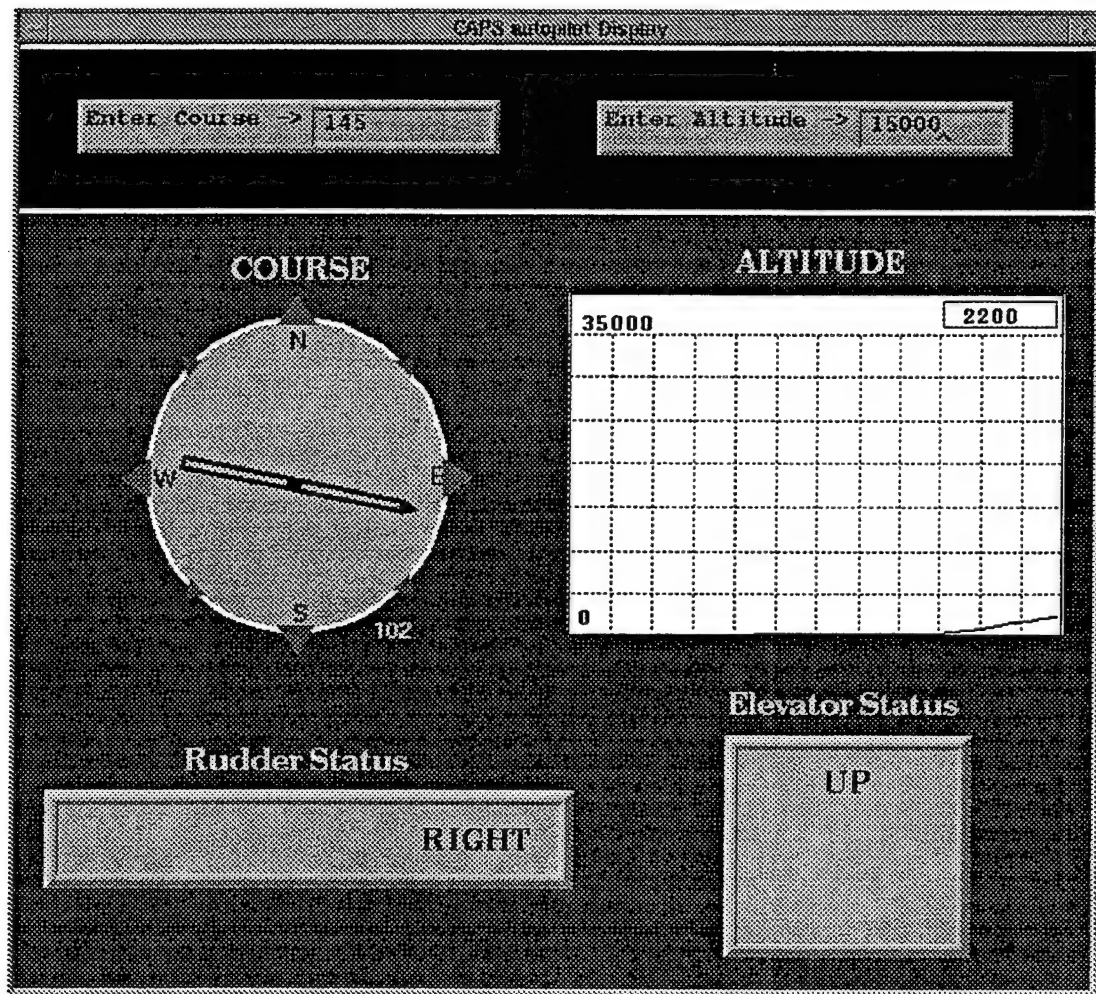 CAPS autopilot Display
Enter Course -> 145
Enter Altitude -> 15000
COURSE
ALTITUDE
35000
2200
N
W
E
S
102
0
Elevator Status
UP
Rudder Status
RIGHT